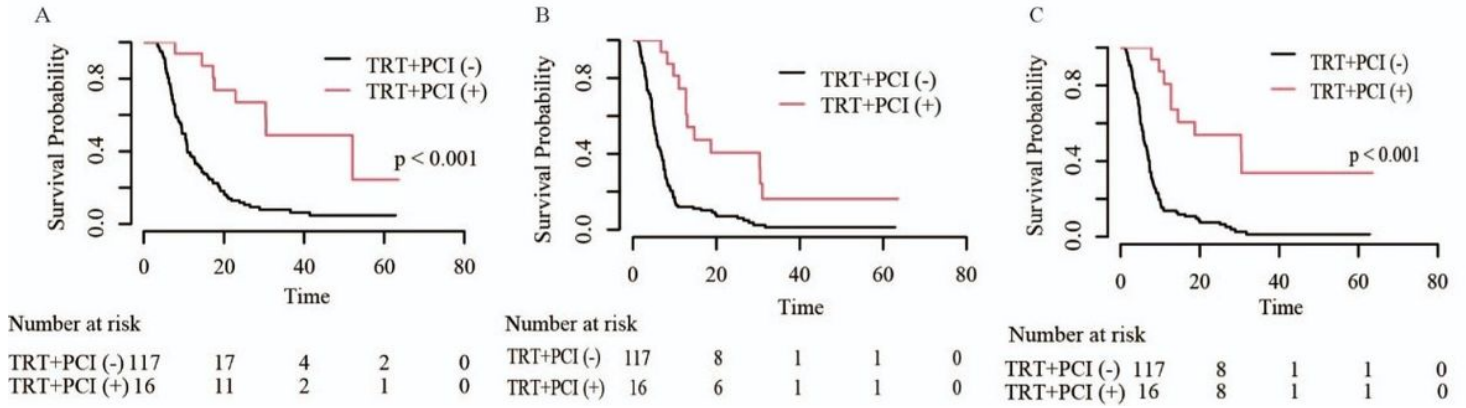 A
Survival Probability
0.0 0.4 0.8
TRT+PCI (-)
TRT+PCI (+)
p < 0.001
0 20 40 60 80
Time
Number at risk
TRT+PCI (-) 117 17 4 2 0
TRT+PCI (+) 16 11 2 1 0
B
Survival Probability
0.0 0.4 0.8
TRT+PCI (-)
TRT+PCI (+)
0 20 40 60 80
Time
Number at risk
TRT+PCI (-) 117 8 1 1 0
TRT+PCI (+) 16 6 1 1 0
C
Survival Probability
0.0 0.4 0.8
TRT+PCI (-)
TRT+PCI (+)
p < 0.001
0 20 40 60 80
Time
Number at risk
TRT+PCI (-) 117 8 1 1 0
TRT+PCI (+) 16 8 1 1 0